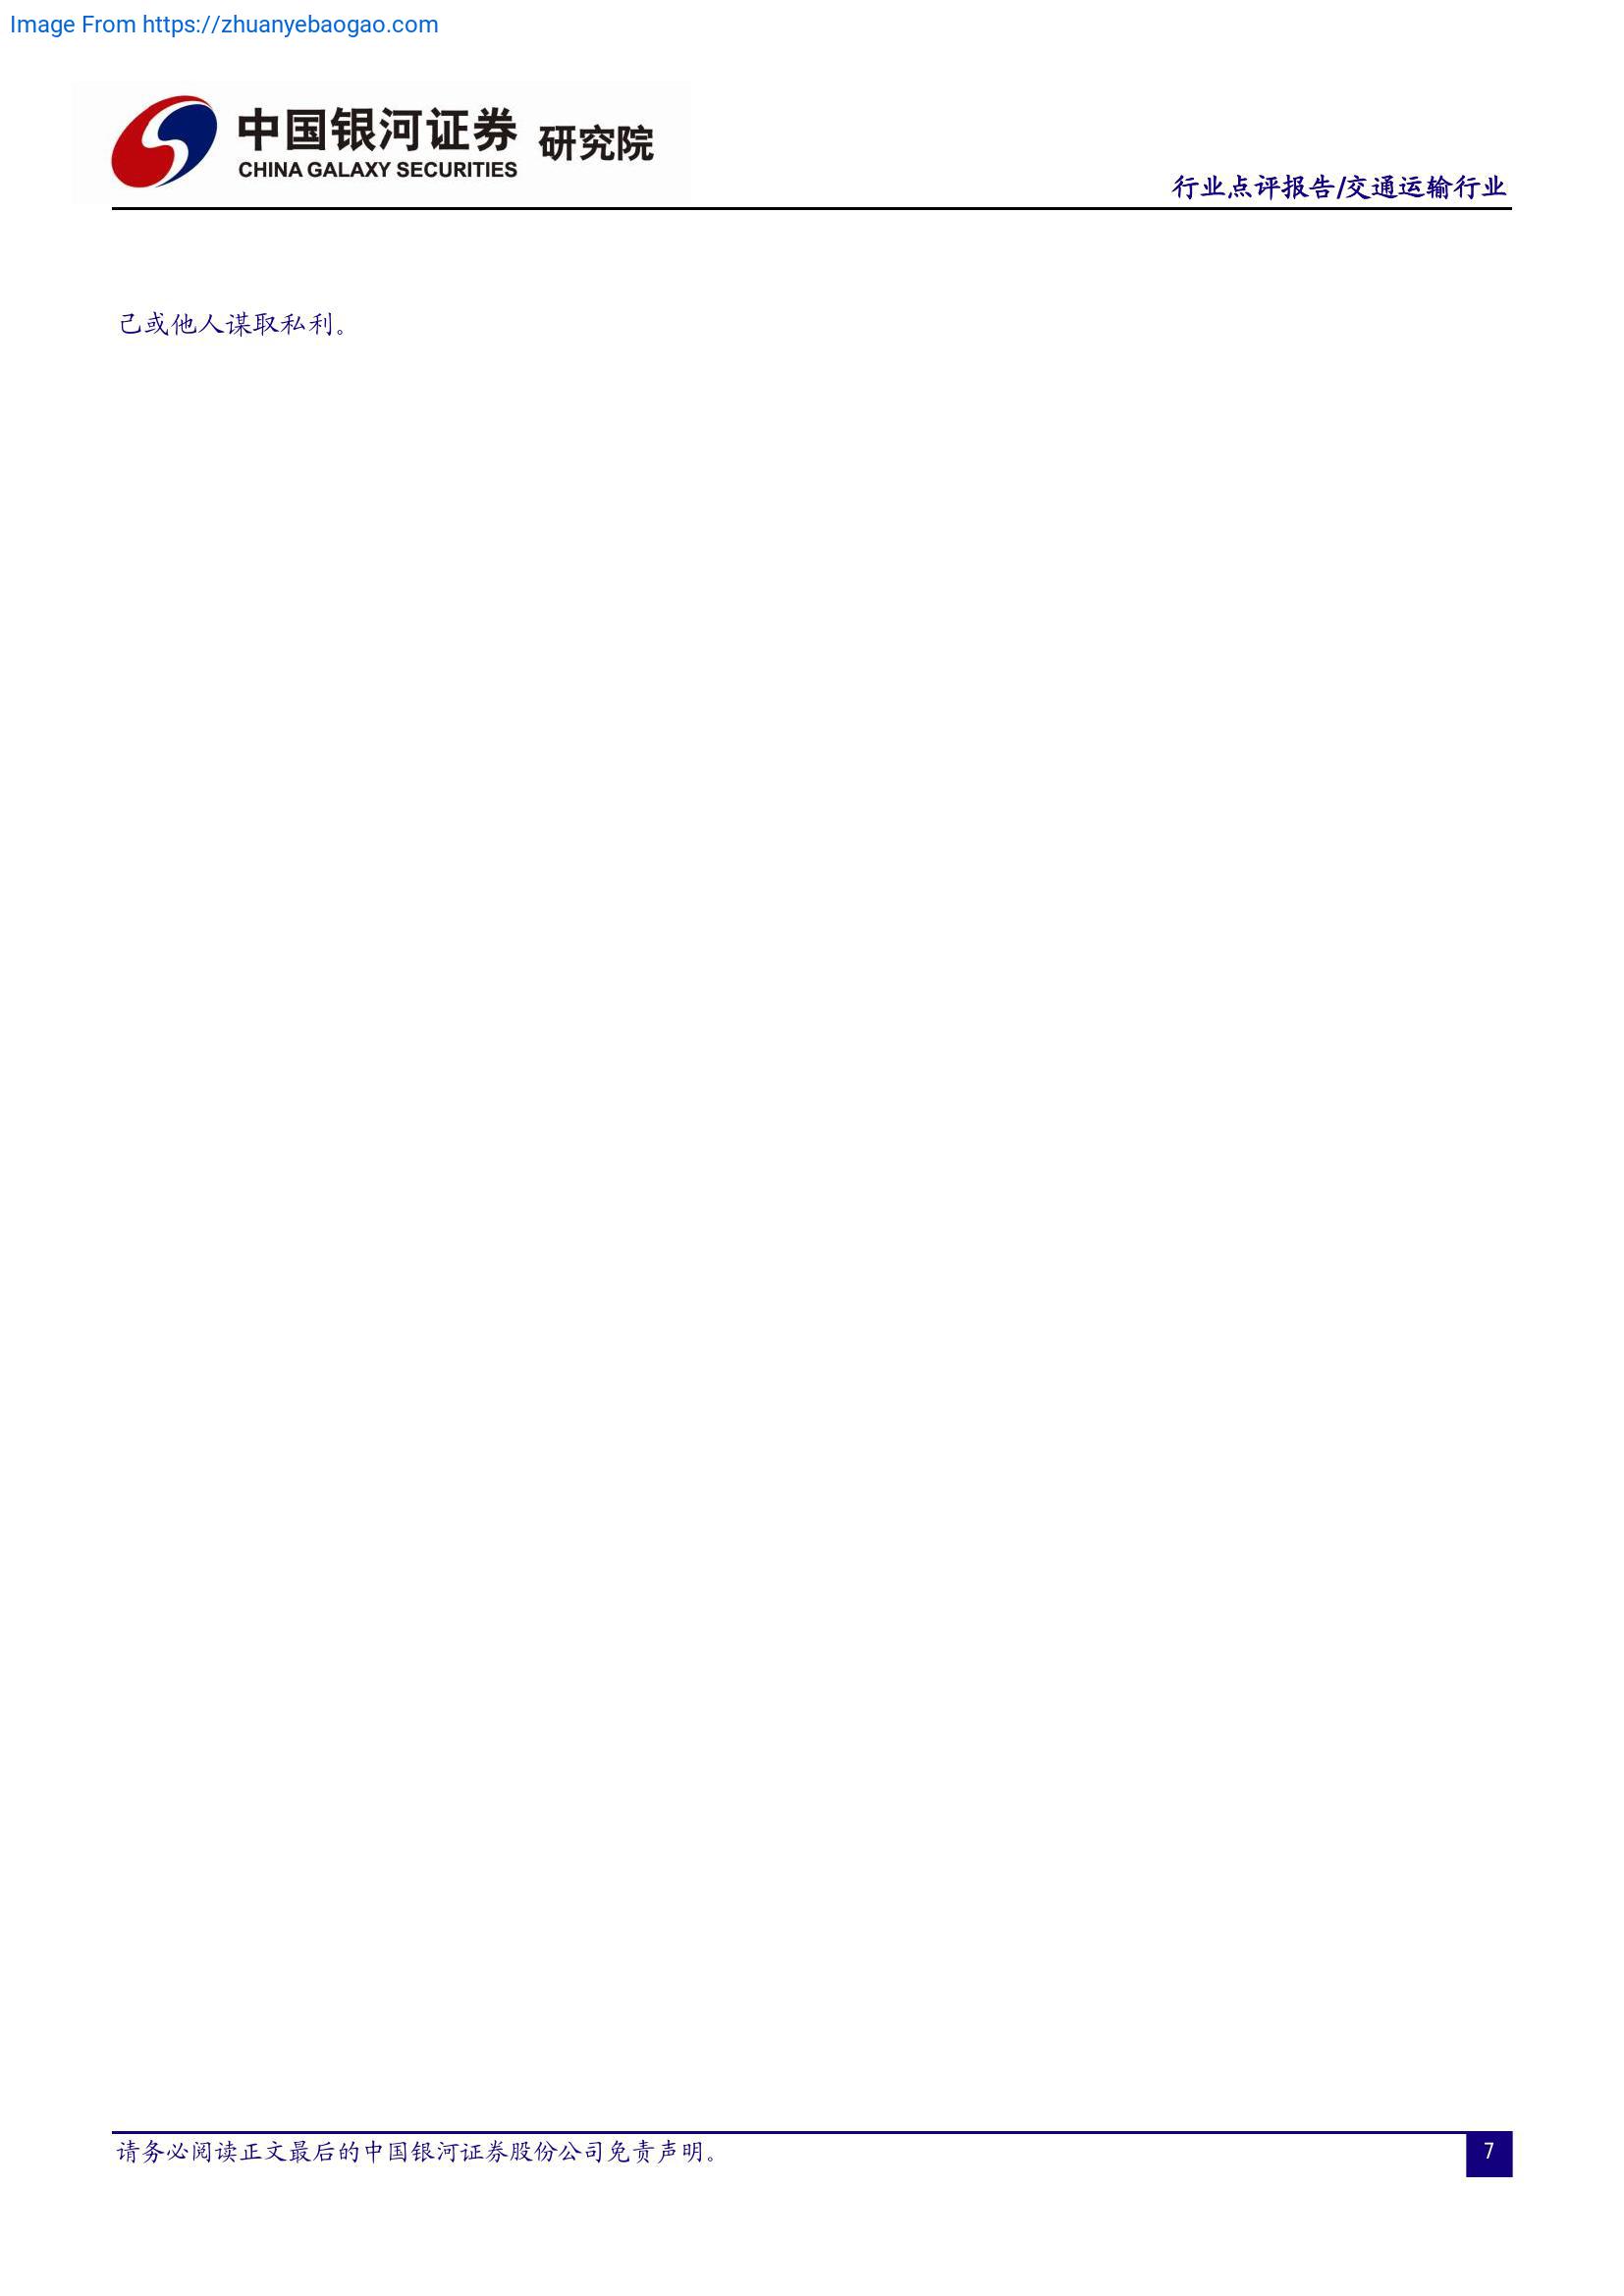 Image From https://zhuanyebaogao.com
中国银河证券 研究院
CHINA GALAXY SECURITIES
行业点评报告/交通运输行业
己或他人谋取私利。
请务必阅读正文最后的中国银河证券股份公司免责声明。
7